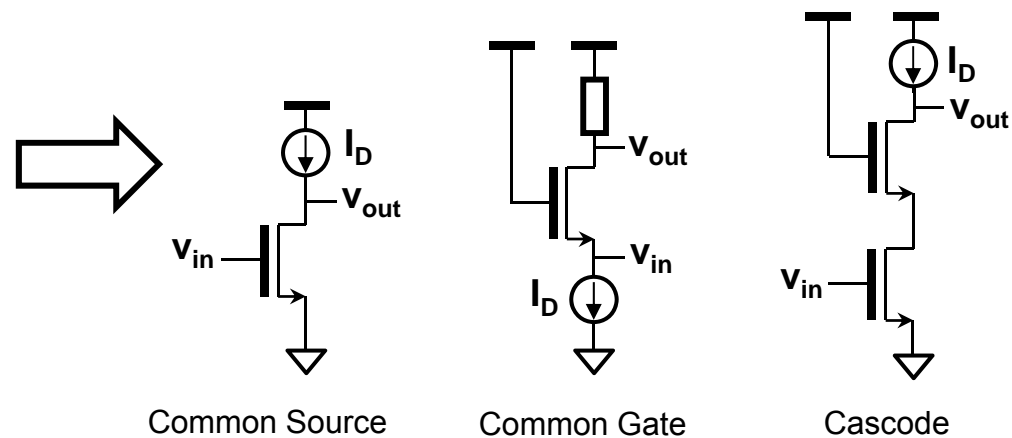 I_D
v_out
v_in
Common Source
v_out
v_in
I_D
Common Gate
I_D
v_out
v_in
Cascode